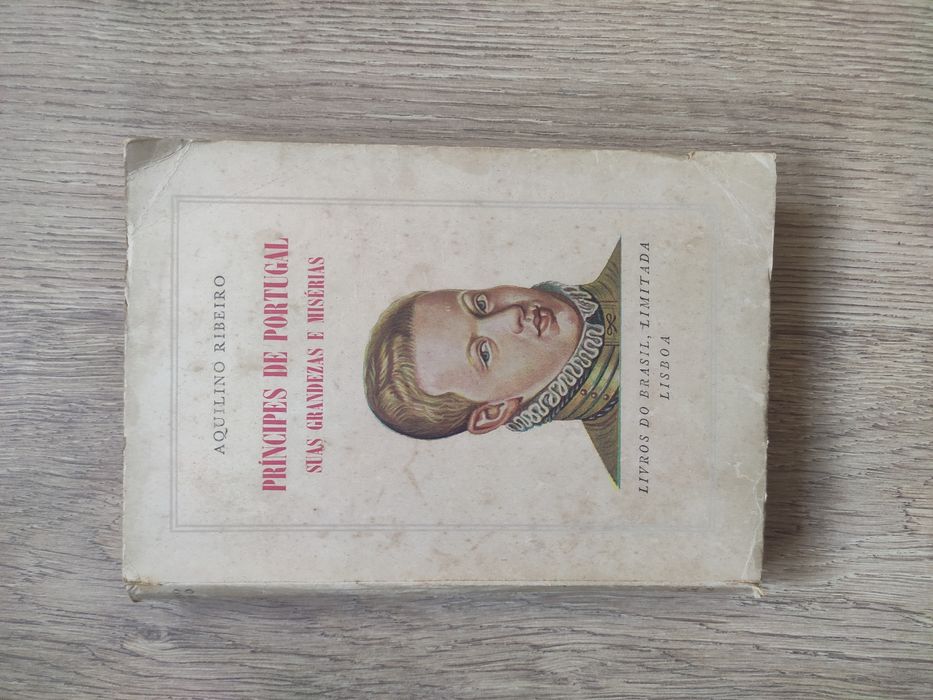 AQUILINO RIBEIRO
PRÍNCIPES DE PORTUGAL
SUAS GRANDEZAS E MISÉRIAS
LIVROS DO BRASIL, LIMITADA
LISBOA